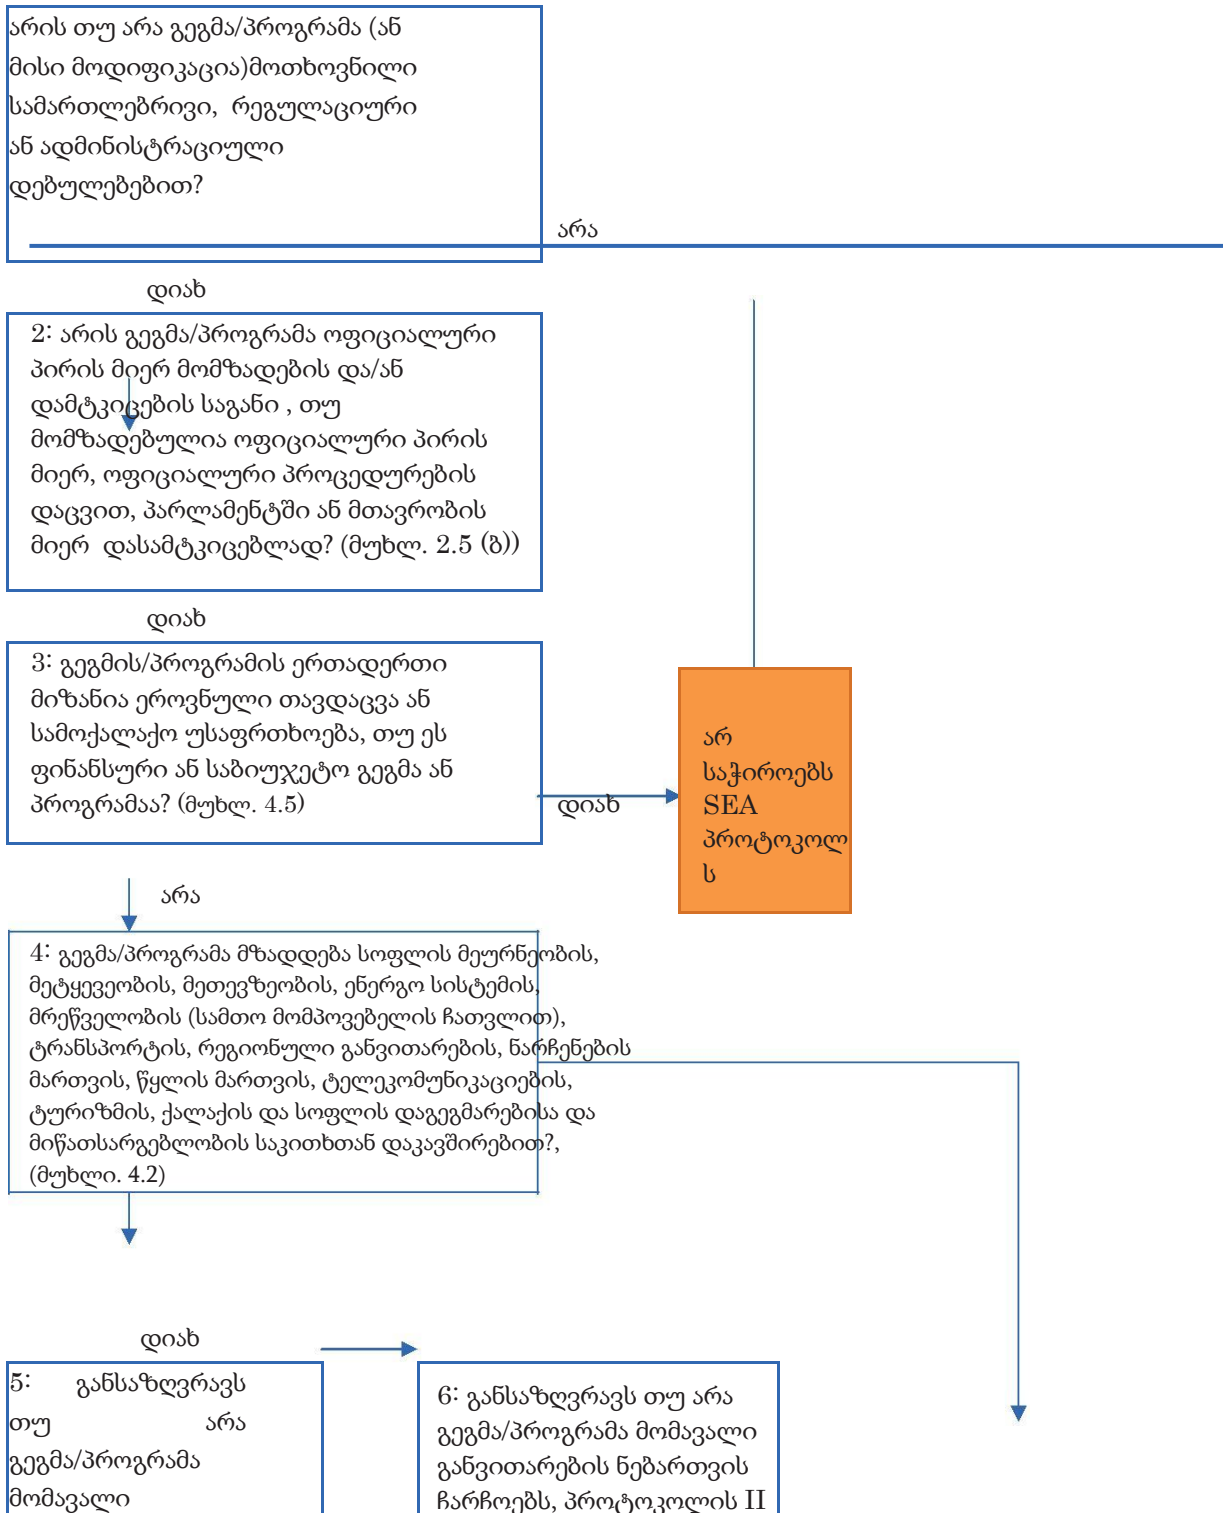 არის თუ არა გეგმა/პროგრამა (ან
მისი მოდიფიკაცია)მოთხოვნილი
სამართლებრივი, რეგულაციური
ან ადმინისტრაციული
დებულებებით?
არა
დიახ
2: არის გეგმა/პროგრამა ოფიციალური
პირის მიერ მომზადების და/ან
დამტკიცების საგანი , თუ
მომზადებულია ოფიციალური პირის
მიერ, ოფიციალური პროცედურების
დაცვით, პარლამენტში ან მთავრობის
მიერ დასამტკიცებლად? (მუხლ. 2.5 (ბ))
დიახ
3: გეგმის/პროგრამის ერთადერთი
მიზანია ეროვნული თავდაცვა ან
სამოქალაქო უსაფრთხოება, თუ ეს
ფინანსური ან საბიუჯეტო გეგმა ან
პროგრამაა? (მუხლ. 4.5)
დიახ
არ
საჭიროებს
SEA
პროტოკოლ
ს
არა
4: გეგმა/პროგრამა მზადდება სოფლის მეურნეობის,
მეტყევეობის, მეთევზეობის, ენერგო სისტემის,
მრეწველობის (სამთო მომპოვებელის ჩათვლით),
ტრანსპორტის, რეგიონული განვითარების, ნარჩენების
მართვის, წყლის მართვის, ტელეკომუნიკაციების,
ტურიზმის, ქალაქის და სოფლის დაგეგმარებისა და
მიწათსარგებლობის საკითხთან დაკავშირებით?,
(მუხლი. 4.2)
დიახ
5: განსაზღვრავს
თუ არა
გეგმა/პროგრამა
მომავალი
6: განსაზღვრავს თუ არა
გეგმა/პროგრამა მომავალი
განვითარების ნებართვის
ჩარჩოებს, პროტოკოლის II